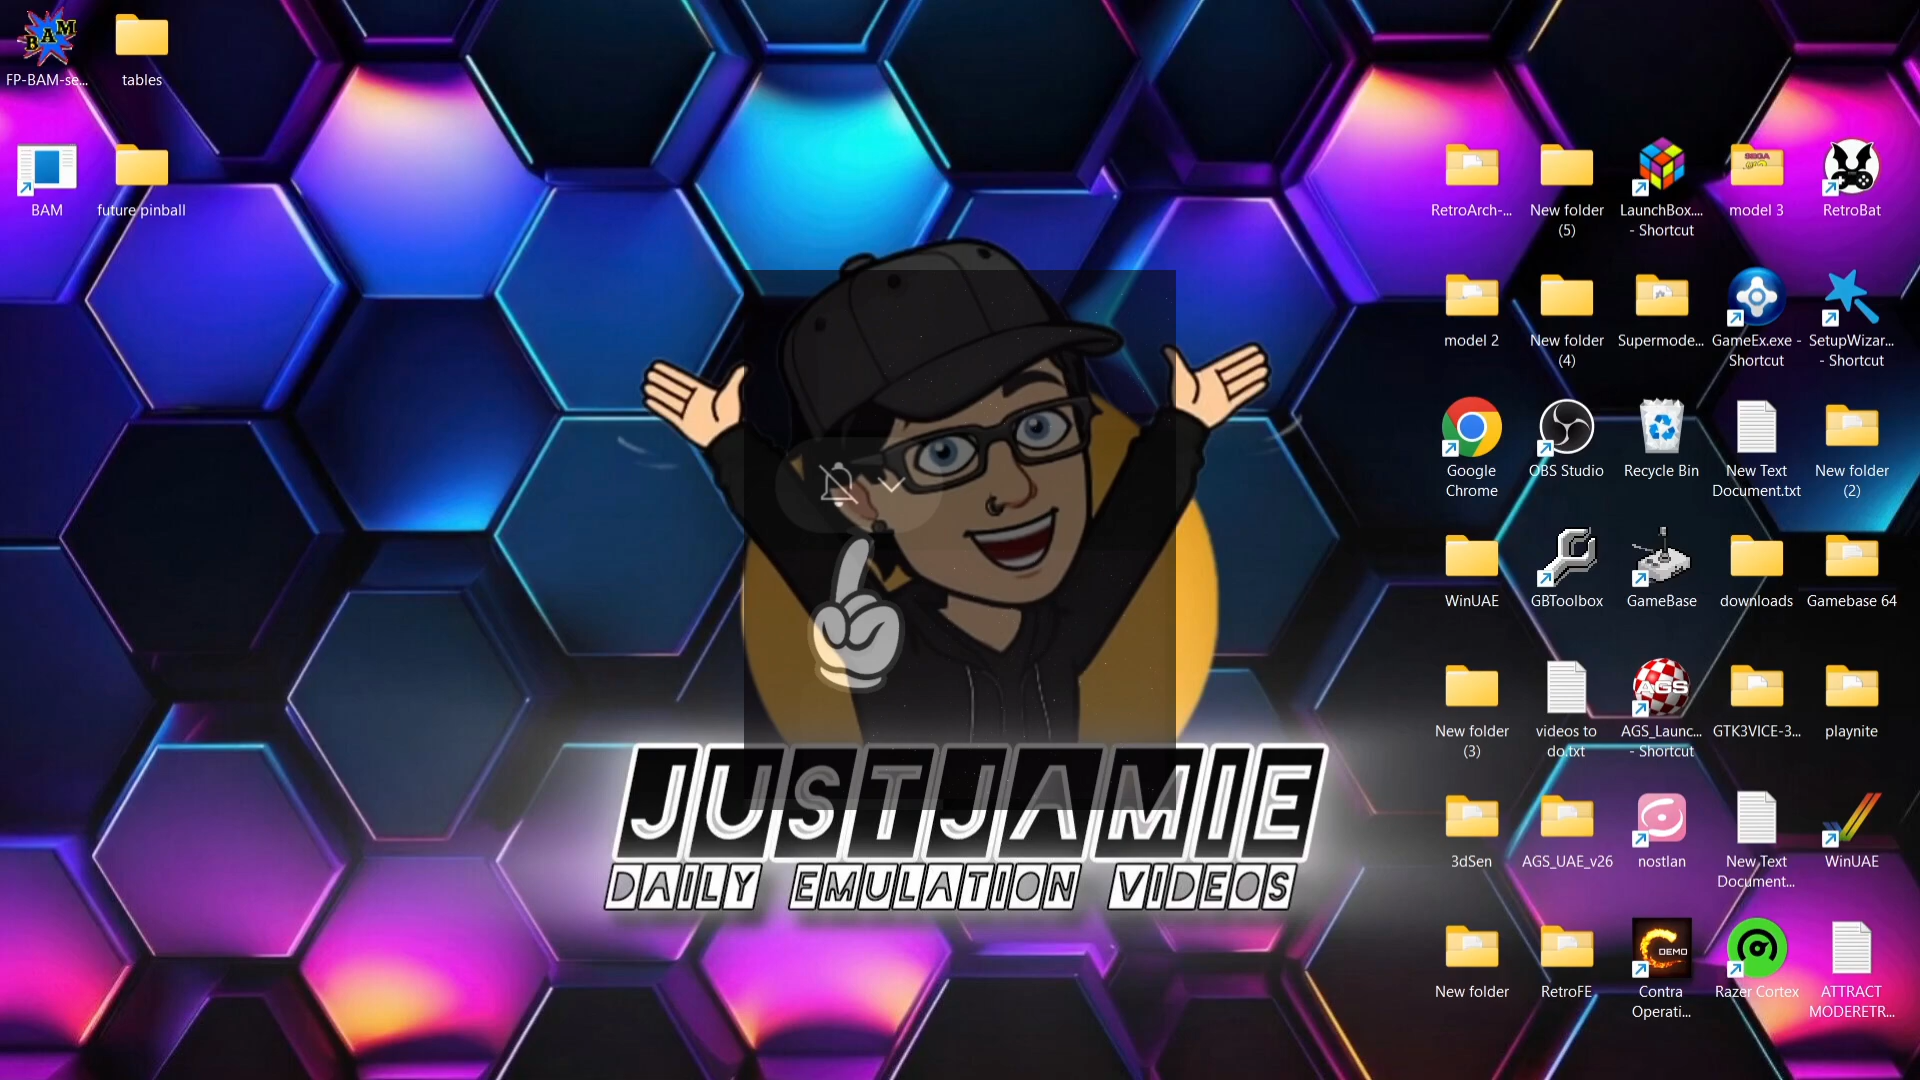 BAM
FP-BAM-se...
tables
BAM
future pinball
RetroArch-...
New folder
(5)
LaunchBox....
- Shortcut
SEGA
model 3
RetroBat
model 2
New folder
(4)
Supermode...
GameEx.exe -
Shortcut
SetupWizar...
- Shortcut
Google
Chrome
OBS Studio
Recycle Bin
New Text
Document.txt
New folder
(2)
WinUAE
GBToolbox
GameBase
downloads
Gamebase 64
New folder
(3)
videos to
do.txt
AGS
AGS_Launc...
- Shortcut
GTK3VICE-3...
playnite
3dSen
AGS_UAE_v26
nostlan
New Text
Document...
WinUAE
New folder
RetroFE
DEMO
Contra
Operati...
Razer Cortex
ATTRACT
MODERETR...
JUSTJAMIE
DAILY EMULATION VIDEOS